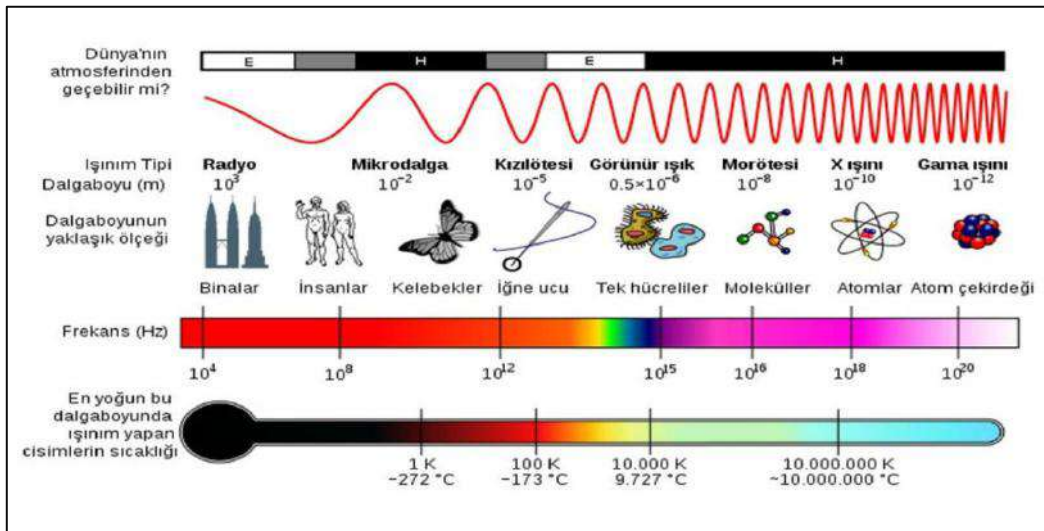 Dünya'nın
atmosferinden
geçebilir mi?
E H E H
Işınım Tipi Radyo Mikrodalga Kızılötesi Görünür ışık Morötesi X ışını Gama ışını
Dalgaboyu (m) 10³ 10⁻² 10⁻⁵ 0.5×10⁻⁶ 10⁻⁸ 10⁻¹⁰ 10⁻¹²
Dalgaboyunun
yaklaşık ölçeği
Binalar İnsanlar Kelebekler İğne ucu Tek hücreliler Moleküller Atomlar Atom çekirdeği
Frekans (Hz)
10⁴ 10⁸ 10¹² 10¹⁵ 10¹⁶ 10¹⁸ 10²⁰
En yoğun bu
dalgaboyunda
ışınım yapan
cisimlerin sıcaklığı
1 K 100 K 10.000 K 10.000.000 K
−272 °C −173 °C 9.727 °C ~10.000.000 °C